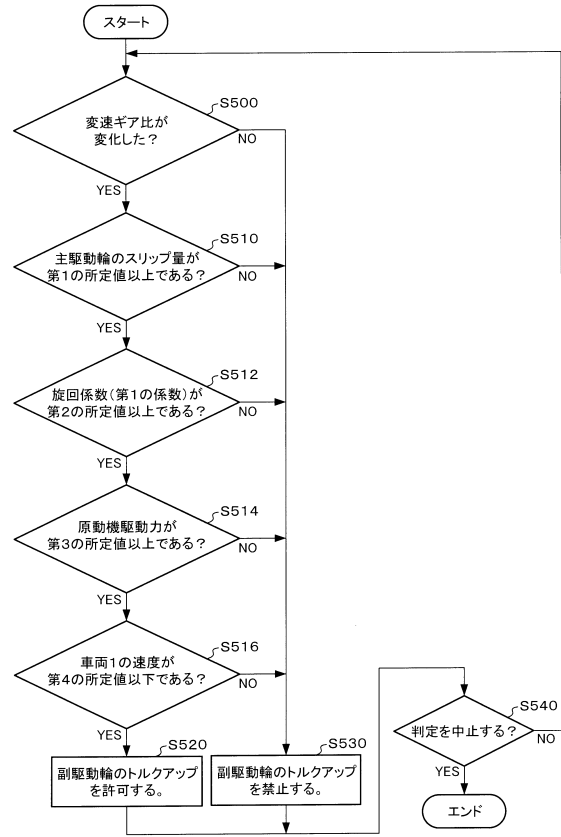 スタート
S500
変速ギア比が
変化した？
NO
YES
S510
主駆動輪のスリップ量が
第1の所定値以上である？
NO
YES
S512
旋回係数(第1の係数)が
第2の所定値以上である？
NO
YES
S514
原動機駆動力が
第3の所定値以上である？
NO
YES
S516
車両1の速度が
第4の所定値以下である？
NO
YES
S520
副駆動輪のトルクアップ
を許可する。
S530
副駆動輪のトルクアップ
を禁止する。
S540
判定を中止する？
NO
YES
エンド